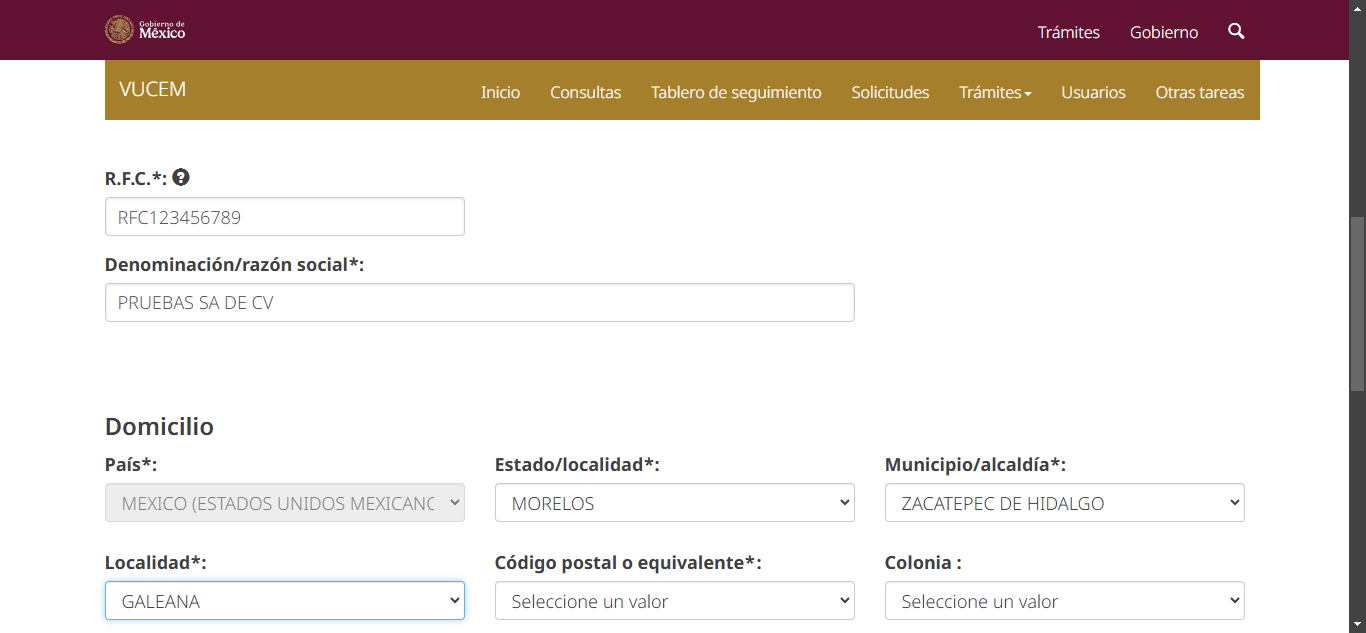 Gobierno de
México
Trámites Gobierno
VUCEM
Inicio Consultas Tablero de seguimiento Solicitudes Trámites Usuarios Otras tareas
R.F.C.*:
RFC123456789
Denominación/razón social*:
PRUEBAS SA DE CV
Domicilio
País*: Estado/localidad*: Municipio/alcaldía*:
MEXICO (ESTADOS UNIDOS MEXICANO MORELOS ZACATEPEC DE HIDALGO
Localidad*: Código postal o equivalente*: Colonia :
GALEANA Seleccione un valor Seleccione un valor